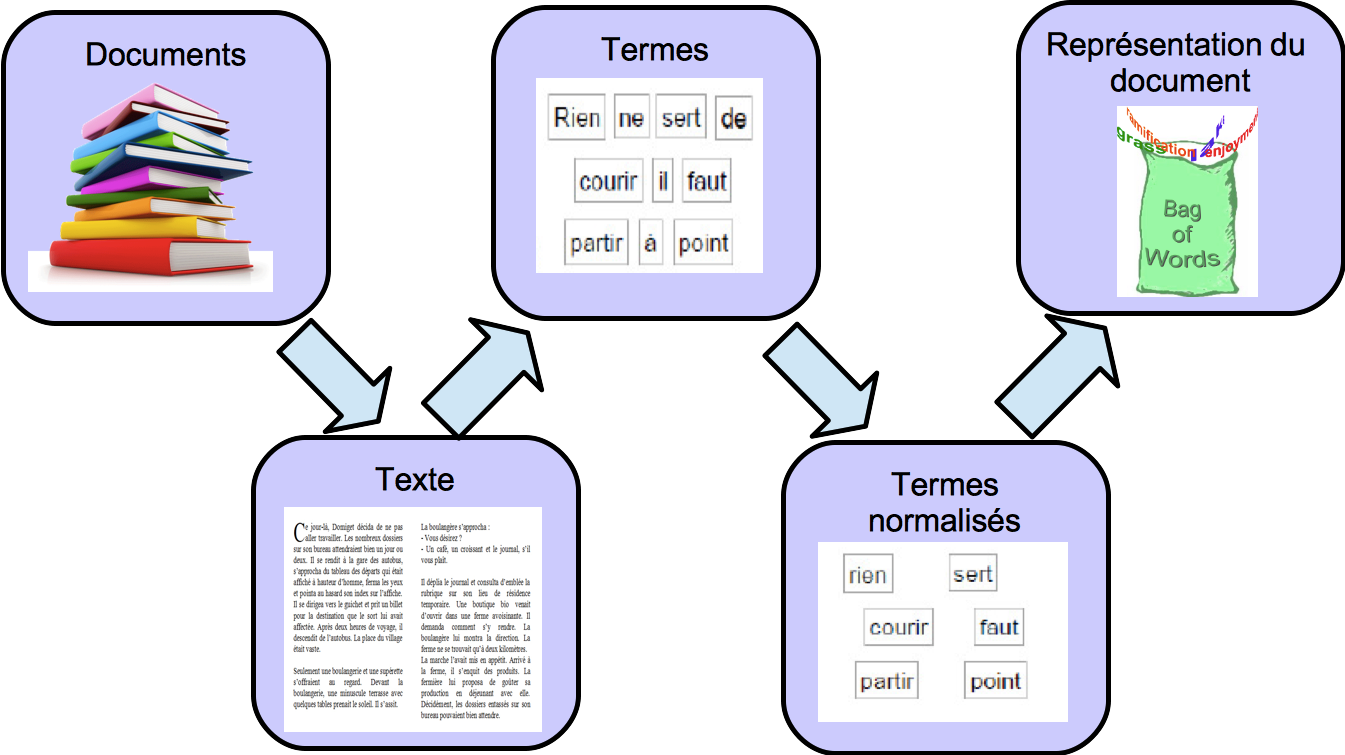 Documents
Termes
Rien ne sert de
courir il faut
partir à point
Représentation du
document
grass enjoyment
Bag
of
Words
Texte
Ce jour-là, Domiget décida de ne pas
aller travailler. Les nombreux dossiers
sur son bureau attendraient bien un jour ou
deux. Il se rendit à la gare des autobus,
s'approcha du tableau des départs qui était
affiché à hauteur d'homme, ferma les yeux
et pointa au hasard son index sur l'affiche.
Il se dirigea vers le guichet et prit un billet
pour la destination que le sort lui avait
affectée. Après deux heures de voyage, il
descendit de l'autobus. La place du village
était vaste.
Seulement une boulangerie et une supérette
s'offraient au regard. Devant la
boulangerie, une minuscule terrasse avec
quelques tables prenait le soleil. Il s'assit.
La boulangère s'approcha :
- Vous désirez ?
- Un café, un croissant et le journal, s'il
vous plait.
Il déplia le journal et consulta d'emblée la
rubrique sur son lieu de résidence
temporaire. Une boutique bio venait
d'ouvrir dans une ferme avoisinante. Il
demanda comment s'y rendre. La
boulangère lui montra la direction. La
ferme ne se trouvait qu'à deux kilomètres.
La marche l'avait mis en appétit. Arrivé à
la ferme, il s'enquit des produits. La
fermière lui proposa de goûter sa
production en déjeunant avec elle.
Décidément, les dossiers entassés sur son
bureau pouvaient bien attendre.
Termes
normalisés
rien sert
courir faut
partir point